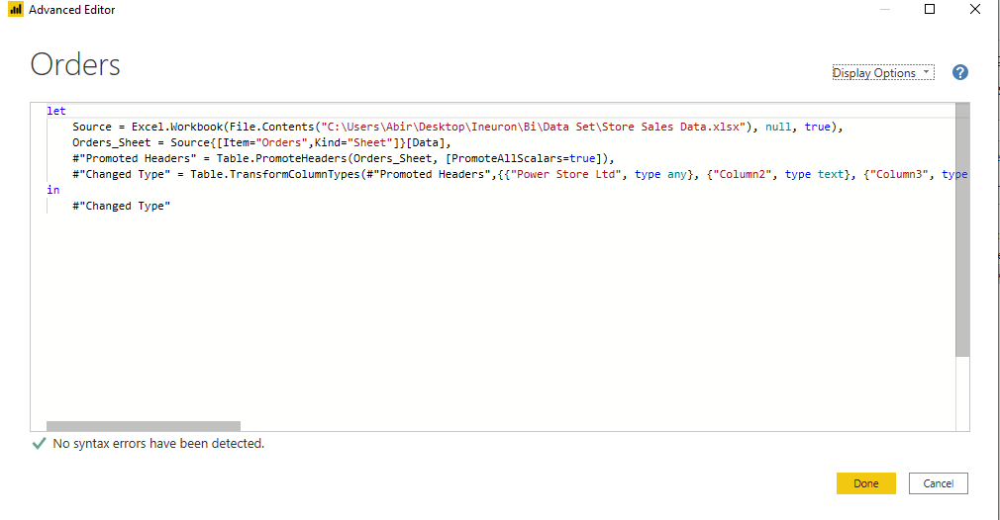 Advanced Editor
Orders
Display Options
?
let
Source = Excel.Workbook(File.Contents("C:\Users\Abir\Desktop\Ineuron\Bi\Data Set\Store Sales Data.xlsx"), null, true),
Orders_Sheet = Source{[Item="Orders",Kind="Sheet"]}[Data],
#"Promoted Headers" = Table.PromoteHeaders(Orders_Sheet, [PromoteAllScalars=true]),
#"Changed Type" = Table.TransformColumnTypes(#"Promoted Headers",{{"Power Store Ltd", type any}, {"Column2", type text}, {"Column3", type
in
#"Changed Type"
No syntax errors have been detected.
Done Cancel